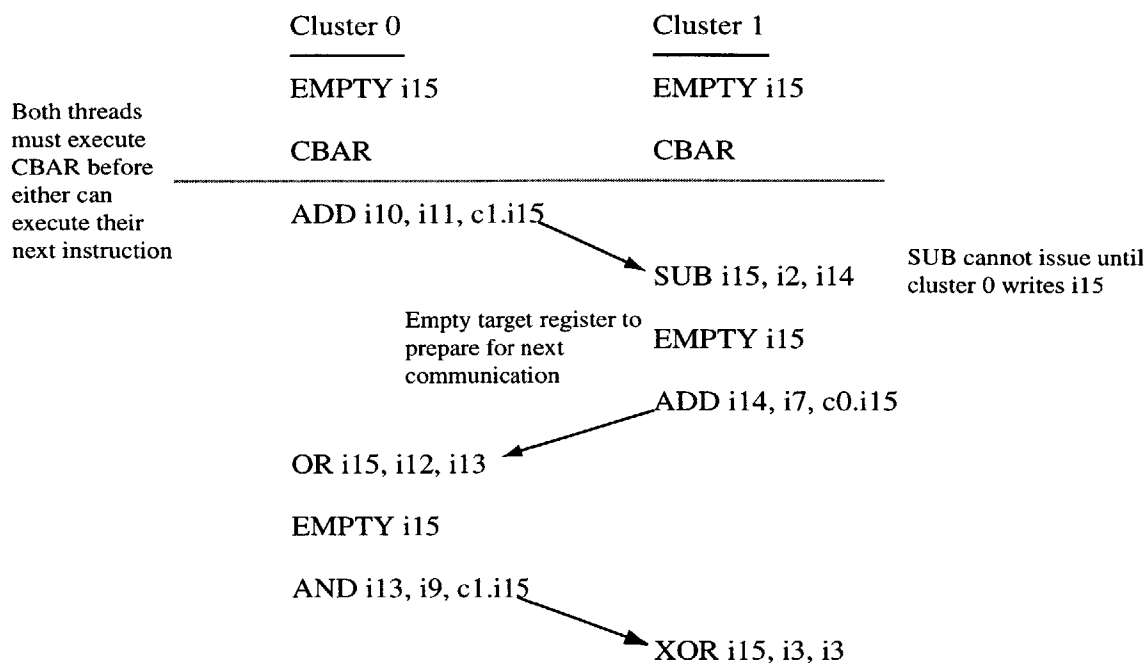 Cluster 0
Cluster 1
EMPTY i15
EMPTY i15
Both threads
must execute
CBAR before
either can
execute their
next instruction
CBAR
CBAR
ADD i10, i11, c1.i15
SUB i15, i2, i14
SUB cannot issue until
cluster 0 writes i15
Empty target register to
prepare for next
communication
EMPTY i15
ADD i14, i7, c0.i15
OR i15, i12, i13
EMPTY i15
AND i13, i9, c1.i15
XOR i15, i3, i3